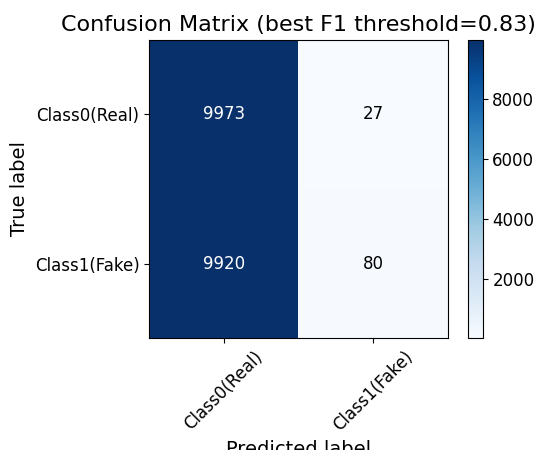 Confusion Matrix (best F1 threshold=0.83)
True label
Class0(Real)
9973
27
Class1(Fake)
9920
80
Class0(Real)
Class1(Fake)
Predicted label
8000
6000
4000
2000